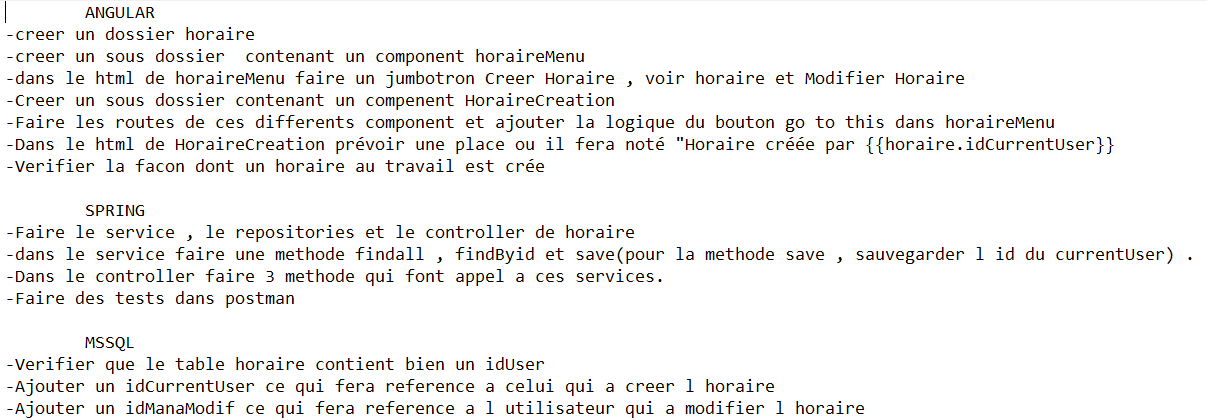 ANGULAR
-creer un dossier horaire
-creer un sous dossier  contenant un component horaireMenu
-dans le html de horaireMenu faire un jumbotron Creer Horaire , voir horaire et Modifier Horaire
-Creer un sous dossier contenant un compenent HoraireCreation
-Faire les routes de ces differents component et ajouter la logique du bouton go to this dans horaireMenu
-Dans le html de HoraireCreation prévoir une place ou il fera noté "Horaire créée par {{horaire.idCurrentUser}}
-Verifier la facon dont un horaire au travail est crée
SPRING
-Faire le service , le repositories et le controller de horaire
-dans le service faire une methode findall , findByid et save(pour la methode save , sauvegarder l id du currentUser) .
-Dans le controller faire 3 methode qui font appel a ces services.
-Faire des tests dans postman
MSSQL
-Verifier que le table horaire contient bien un idUser
-Ajouter un idCurrentUser ce qui fera reference a celui qui a creer l horaire
-Ajouter un idManaModif ce qui fera reference a l utilisateur qui a modifier l horaire